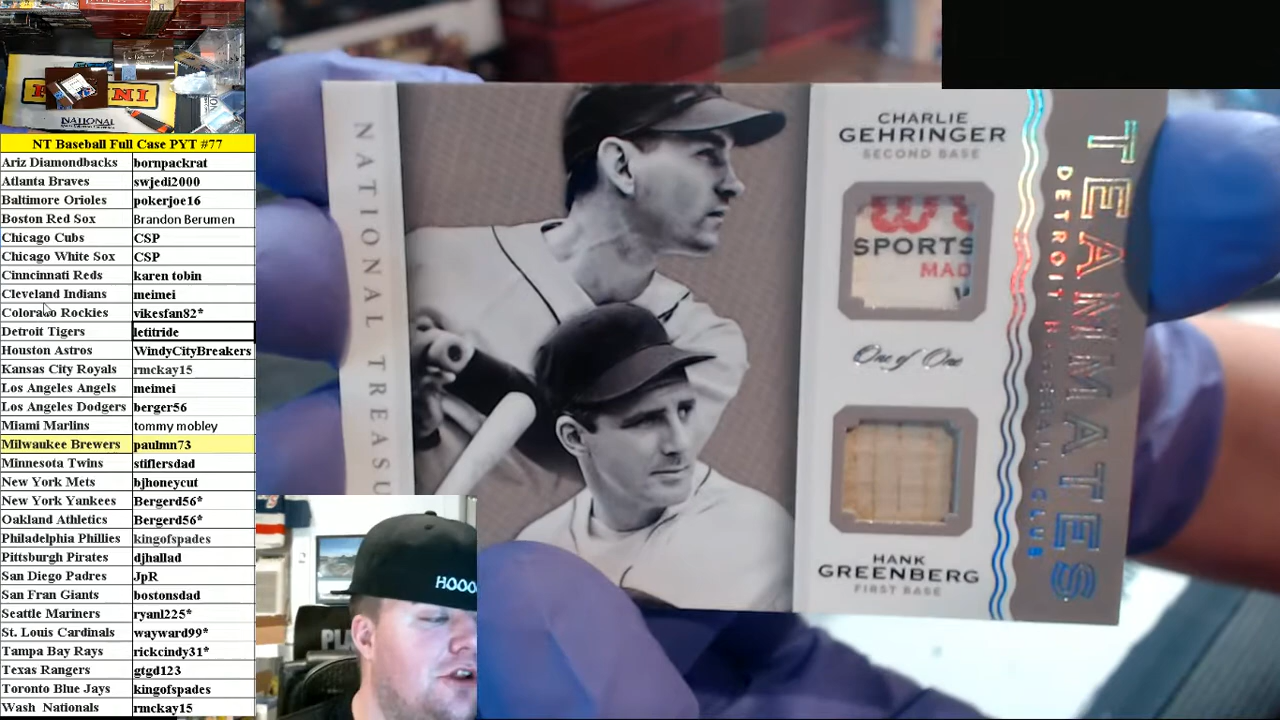 NATIONAL
NT Baseball Full Case PYT #77
Ariz Diamondbacks bornpackrat
Atlanta Braves swjedi2000
Baltimore Orioles pokerjoe16
Boston Red Sox Brandon Berumen
Chicago Cubs CSP
Chicago White Sox CSP
Cinncinnati Reds karen tobin
Cleveland Indians meimei
Colorado Rockies vikesfan82*
Detroit Tigers letitride
Houston Astros WindyCityBreakers
Kansas City Royals rmckay15
Los Angeles Angels meimei
Los Angeles Dodgers berger56
Miami Marlins tommy mobley
Milwaukee Brewers paulmn73
Minnesota Twins stiflersdad
New York Mets bjhoneycut
New York Yankees Bergerd56*
Oakland Athletics Bergerd56*
Philadelphia Phillies kingofspades
Pittsburgh Pirates djhallad
San Diego Padres JpR
San Fran Giants bostonsdad
Seattle Mariners ryanl225*
St. Louis Cardinals wayward99*
Tampa Bay Rays rickcindy31*
Texas Rangers gtgd123
Toronto Blue Jays kingofspades
Wash Nationals rmckay15
HOOO
NATIONAL TREASU
CHARLIE
GEHRINGER
SECOND BASE
SPORTS
MAD
One of One
HANK
GREENBERG
FIRST BASE
DETROIT BASEBALL CLUB
TEAMMATES